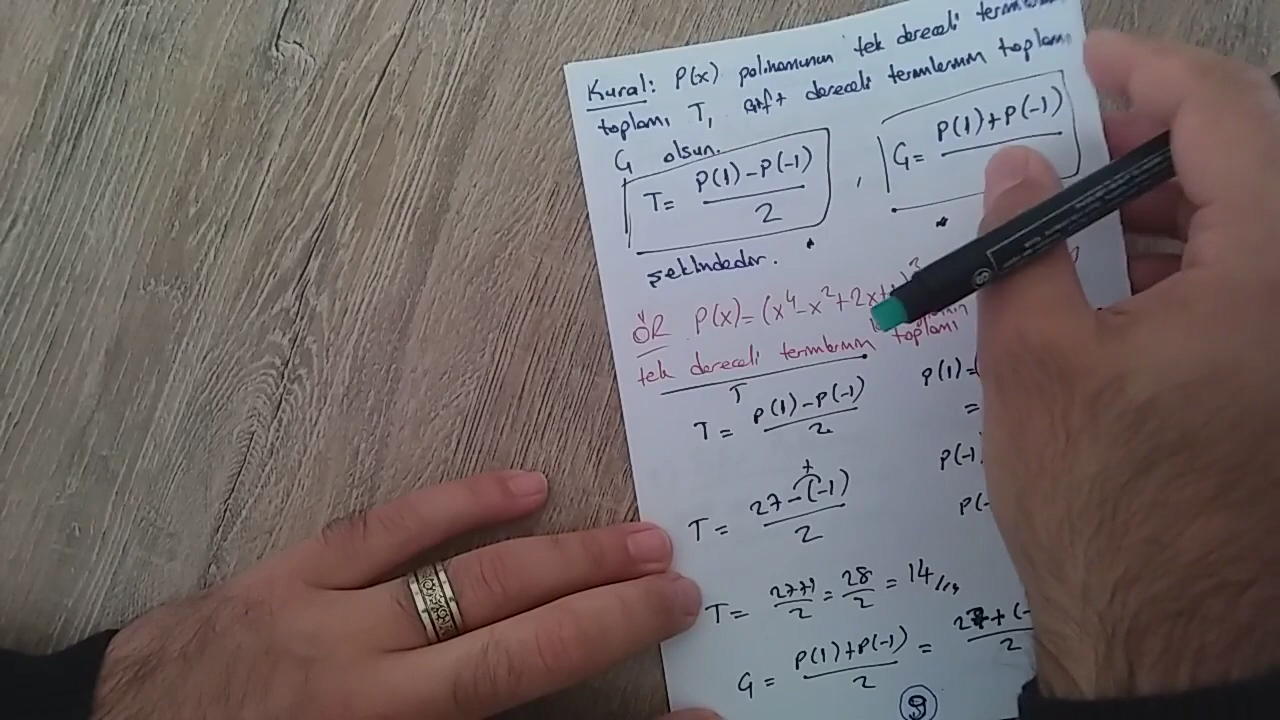 Kural: P(x) polinomunun tek dereceli
toplamı T, çift dereceli terimlerinin toplamı
G olsun.
T = P(1) - P(-1) / 2 , G = P(1) + P(-1)
şeklindedir.
ÖR P(x) = (x⁴ - x² + 2x +
tek dereceli terimlerinin toplamı
T
T = P(1) - P(-1) / 2 P(1) =
=
T = 27 - (-1) / 2 P(-1)
+
P(-
T = 27+1 / 2 = 28 / 2 = 14
G = P(1) + P(-1) / 2 = 27 + (- / 2